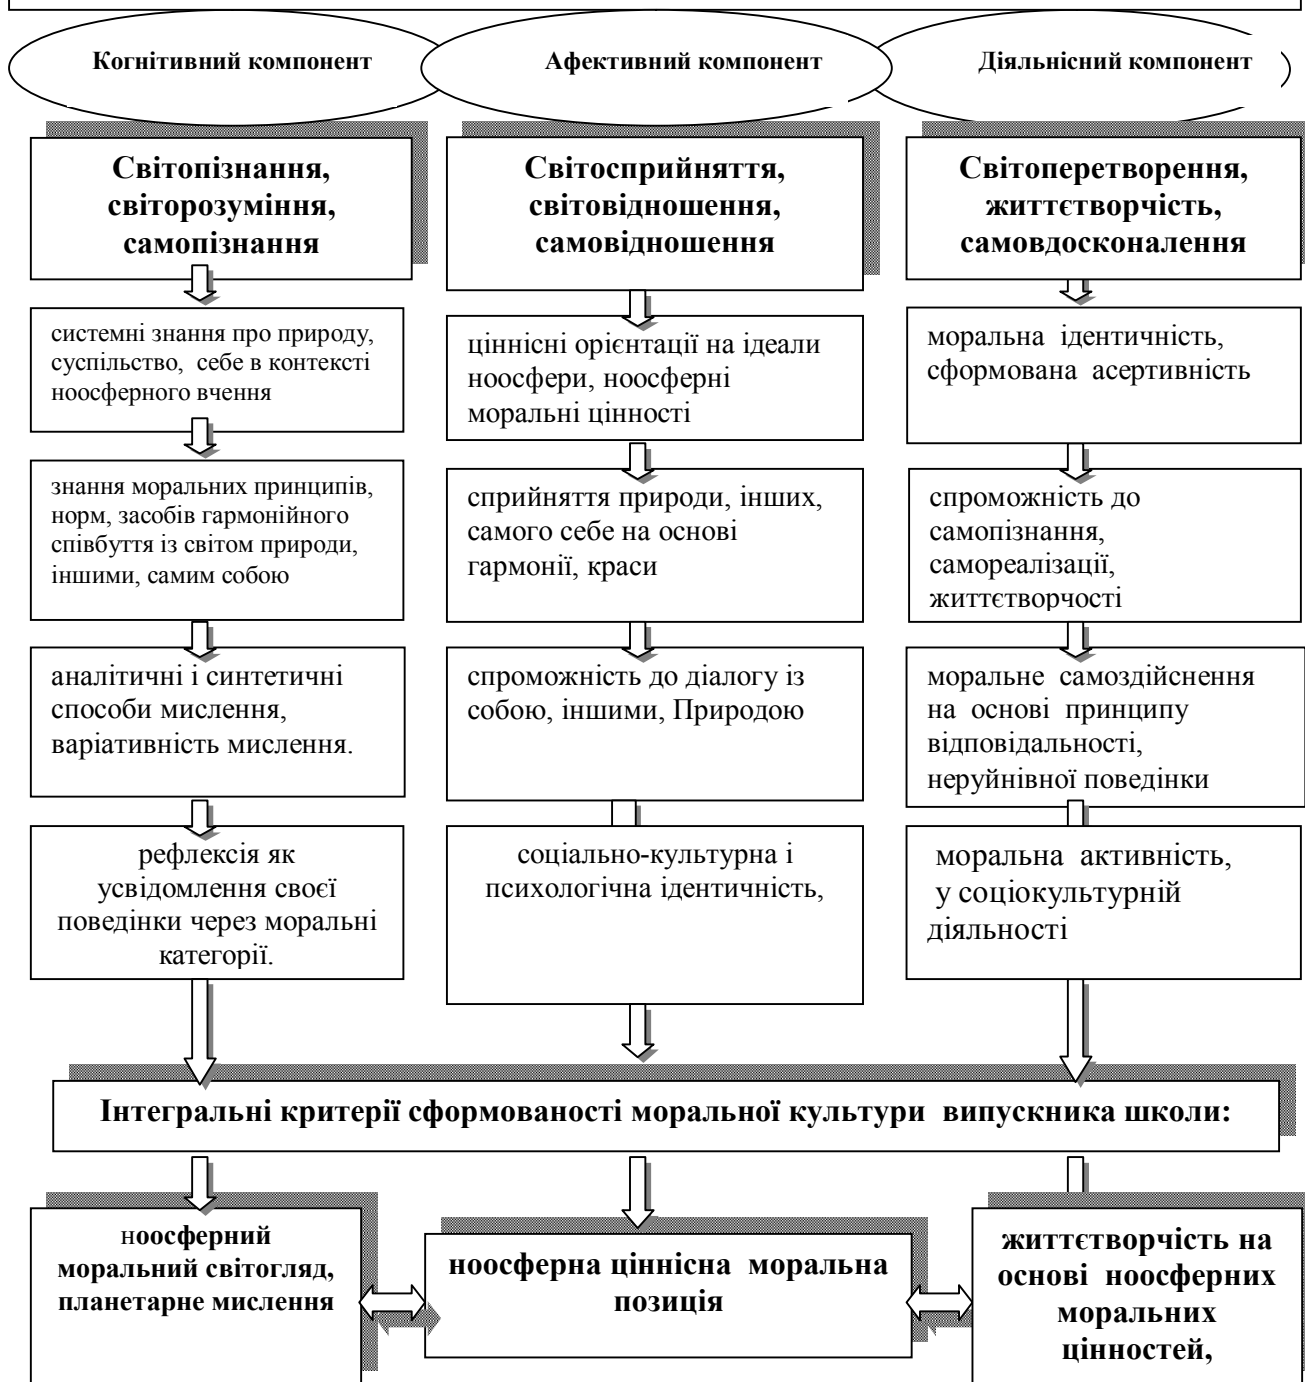 Когнітивний компонент
Афективний компонент
Діяльнісний компонент
Світопізнання,
світорозуміння,
самопізнання
Світосприйняття,
світовідношення,
самовідношення
Світоперетворення,
життєтворчість,
самовдосконалення
системні знання про природу,
суспільство, себе в контексті
ноосферного вчення
ціннісні орієнтації на ідеали
ноосфери, ноосферні
моральні цінності
моральна ідентичність,
сформована асертивність
знання моральних принципів,
норм, засобів гармонійного
співбуття із світом природи,
іншими, самим собою
сприйняття природи, інших,
самого себе на основі
гармонії, краси
спроможність до
самопізнання,
самореалізації,
життєтворчості
аналітичні і синтетичні
способи мислення,
варіативність мислення.
спроможність до діалогу із
собою, іншими, Природою
моральне самоздійснення
на основі принципу
відповідальності,
неруйнівної поведінки
рефлексія як
усвідомлення своєї
поведінки через моральні
категорії.
соціально-культурна і
психологічна ідентичність,
моральна активність,
у соціокультурній
діяльності
Інтегральні критерії сформованості моральної культури випускника школи:
ноосферний
моральний світогляд,
планетарне мислення
ноосферна ціннісна моральна
позиція
життєтворчість на
основі ноосферних
моральних
цінностей,